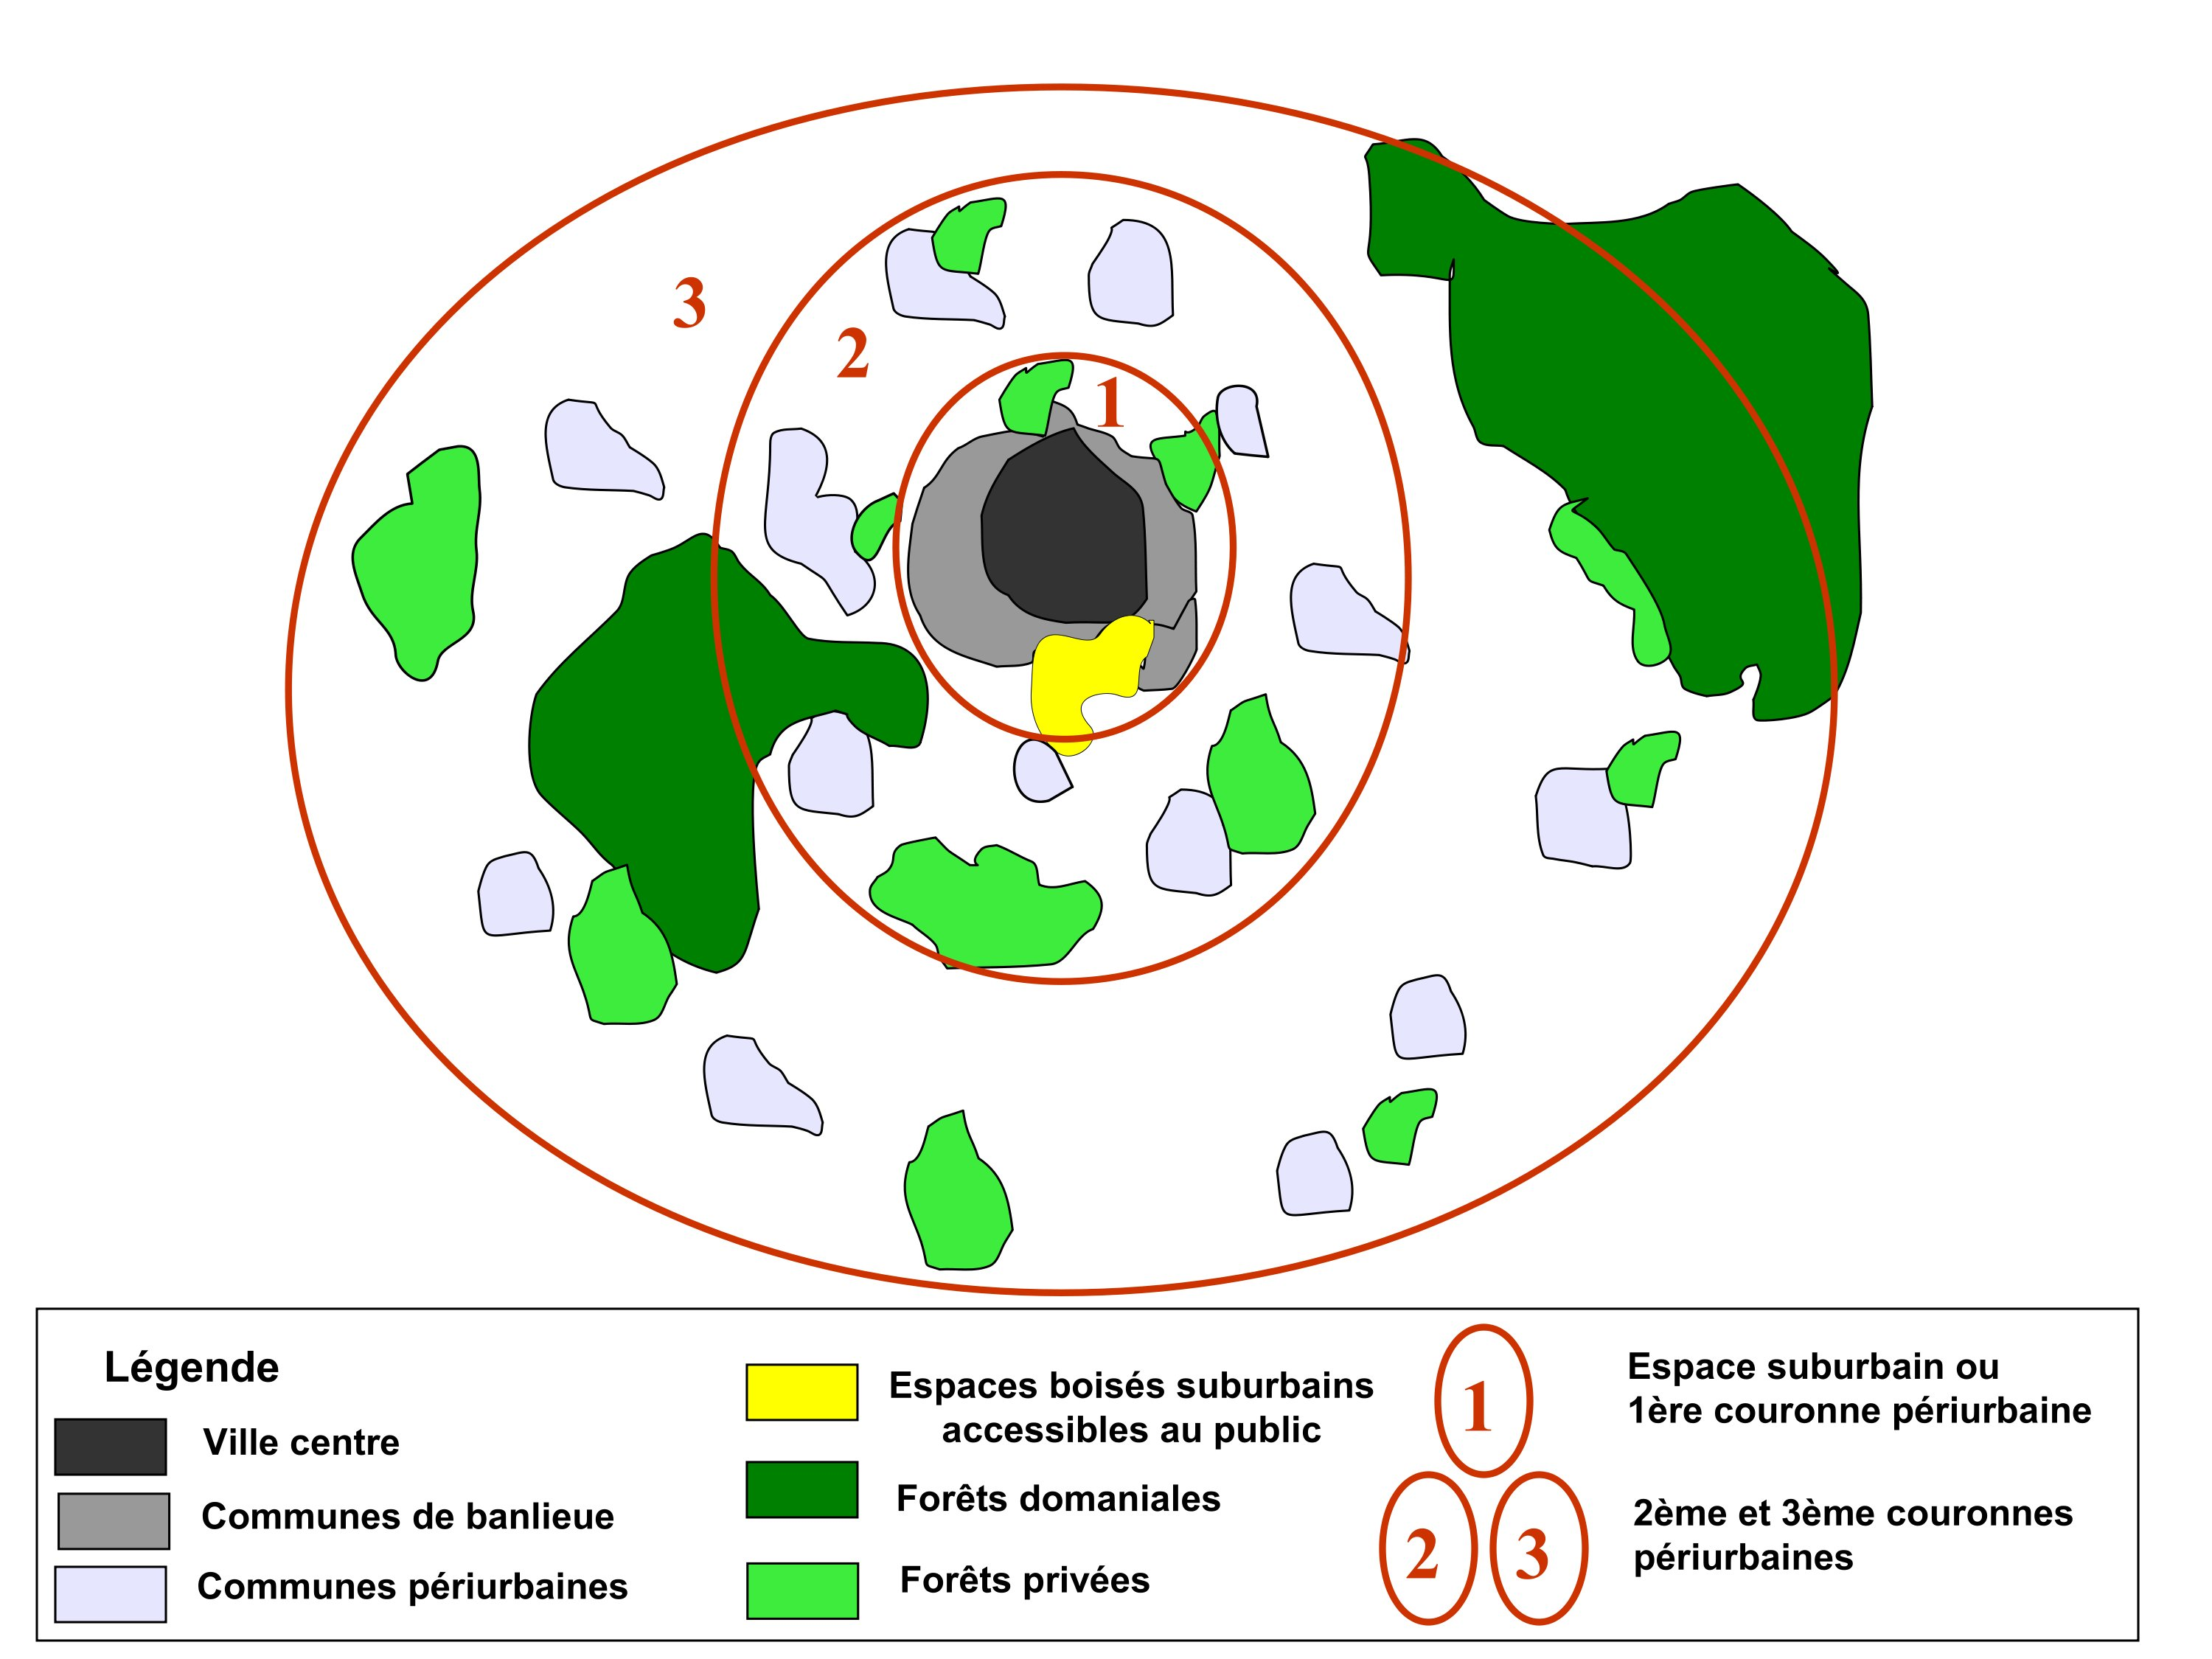 3
2
1
Légende
Ville centre
Communes de banlieue
Communes périurbaines
Espaces boisés suburbains
accessibles au public
Forêts domaniales
Forêts privées
1
Espace suburbain ou
1ère couronne périurbaine
2
3
2ème et 3ème couronnes
périurbaines